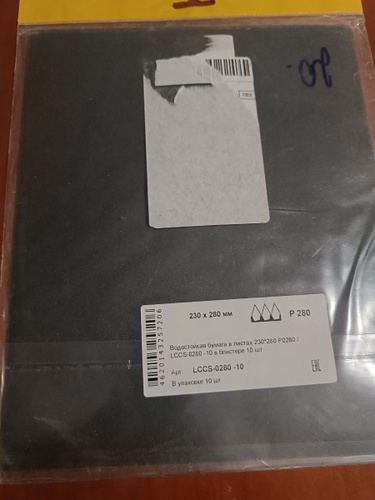 230 x 280 мм
P 280
Водостойкая бумага в листах 230*280 P0280 /
LCCS-0280 -10 в блистере 10 шт
Арт. LCCS-0280 -10
В упаковке 10 шт.
4620143257206
EAC